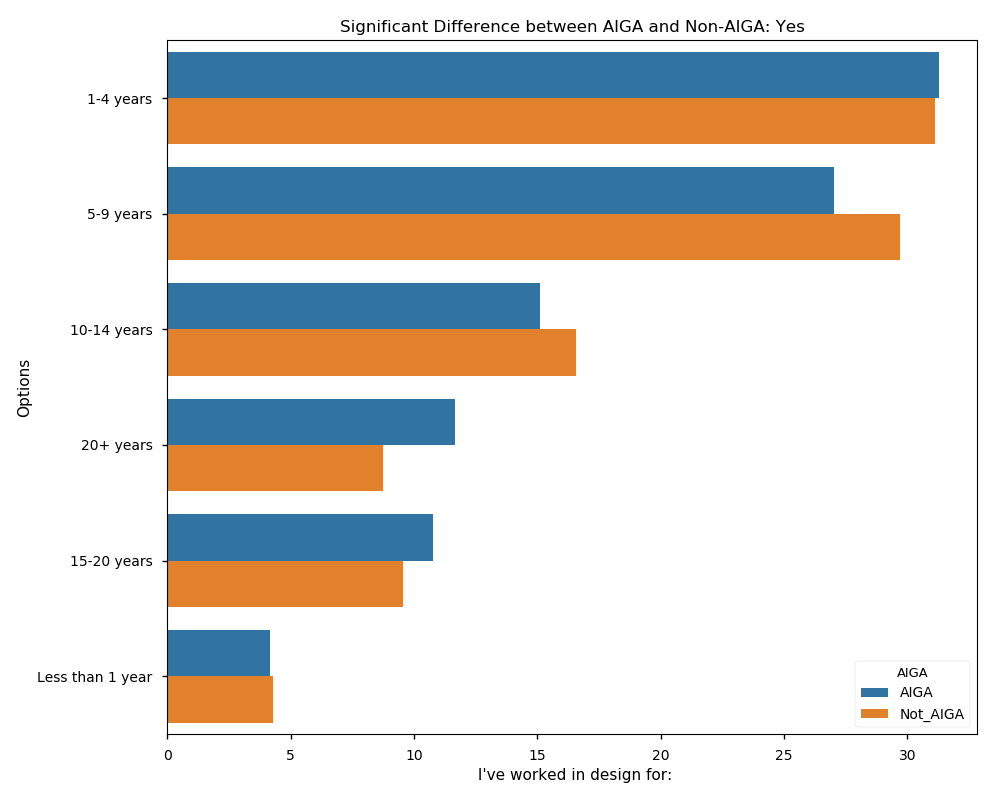 Significant Difference between AIGA and Non-AIGA: Yes
Options
1-4 years
5-9 years
10-14 years
20+ years
15-20 years
Less than 1 year
AIGA
AIGA
Not_AIGA
0 5 10 15 20 25 30
I've worked in design for: